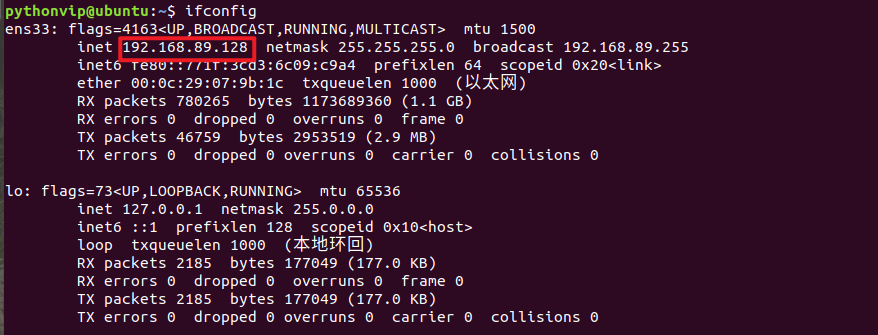 pythonvip@ubuntu:~$ ifconfig
ens33: flags=4163<UP,BROADCAST,RUNNING,MULTICAST>  mtu 1500
        inet 192.168.89.128  netmask 255.255.255.0  broadcast 192.168.89.255
        inet6 fe80::771f:3cd3:6c09:c9a4  prefixlen 64  scopeid 0x20<link>
        ether 00:0c:29:07:9b:1c  txqueuelen 1000  (以太网)
        RX packets 780265  bytes 1173689360 (1.1 GB)
        RX errors 0  dropped 0  overruns 0  frame 0
        TX packets 46759  bytes 2953519 (2.9 MB)
        TX errors 0  dropped 0 overruns 0  carrier 0  collisions 0
lo: flags=73<UP,LOOPBACK,RUNNING>  mtu 65536
        inet 127.0.0.1  netmask 255.0.0.0
        inet6 ::1  prefixlen 128  scopeid 0x10<host>
        loop  txqueuelen 1000  (本地环回)
        RX packets 2185  bytes 177049 (177.0 KB)
        RX errors 0  dropped 0  overruns 0  frame 0
        TX packets 2185  bytes 177049 (177.0 KB)
        TX errors 0  dropped 0 overruns 0  carrier 0  collisions 0